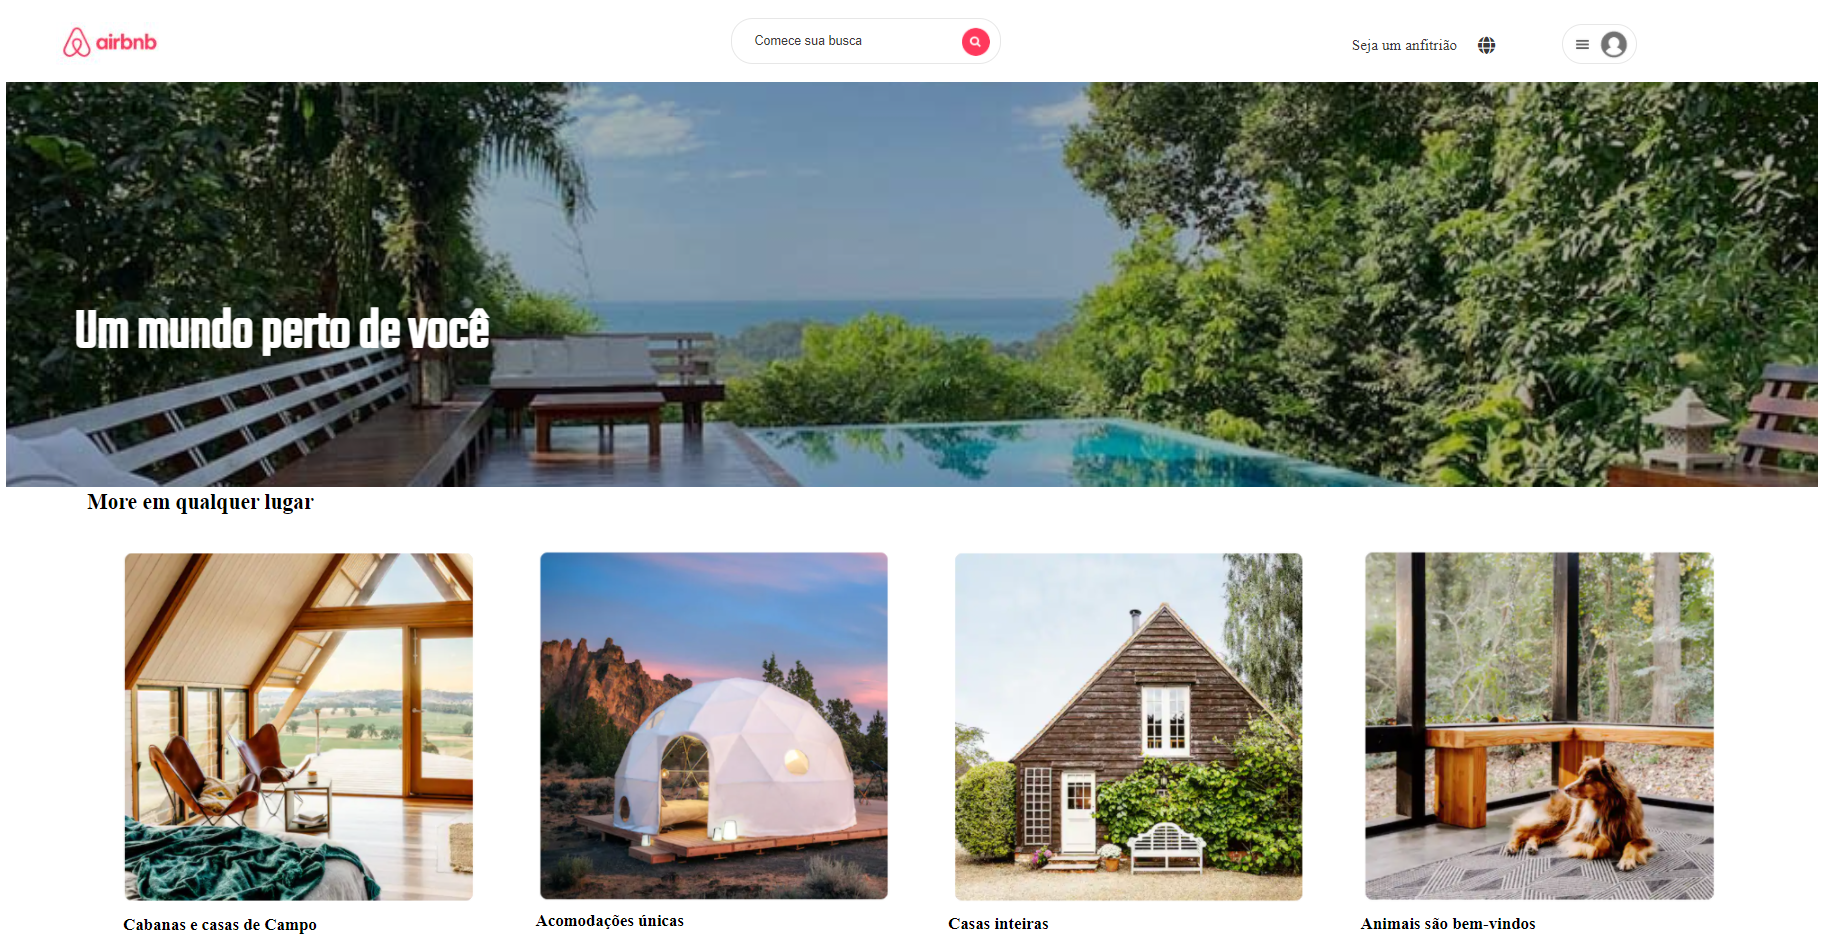 airbnb
Comece sua busca
Seja um anfitrião
Um mundo perto de você
More em qualquer lugar
Cabanas e casas de Campo
Acomodações únicas
Casas inteiras
Animais são bem-vindos